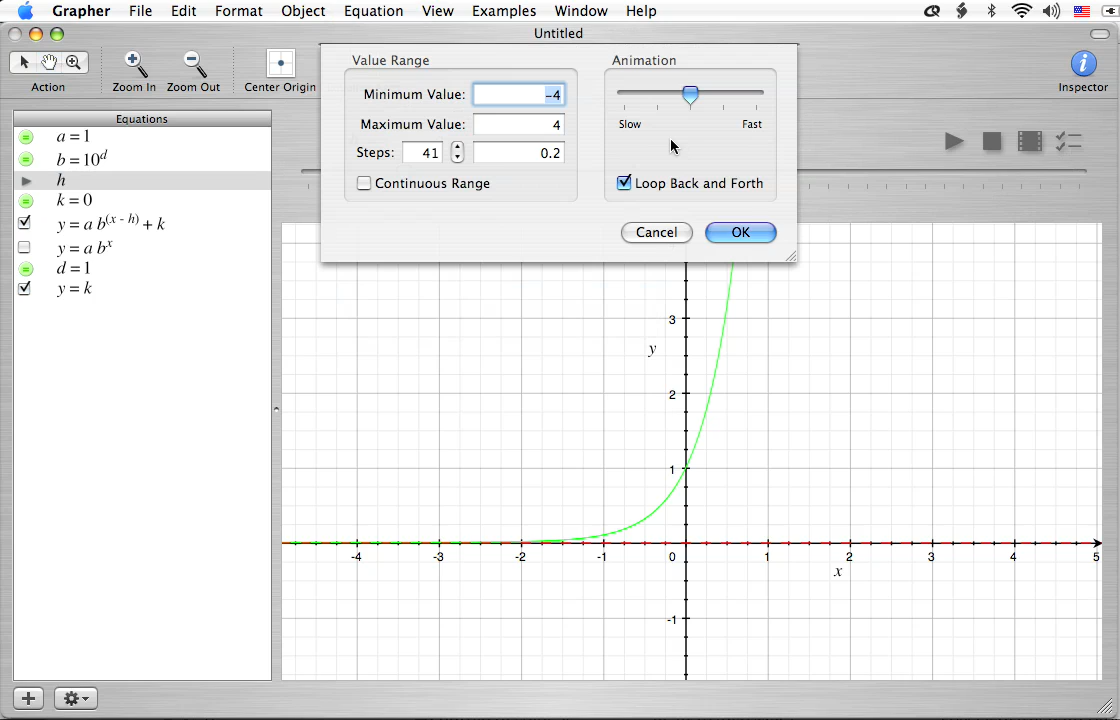 Grapher File Edit Format Object Equation View Examples Window Help
Untitled
Action Zoom In Zoom Out Center Origin Inspector
Value Range Animation
Minimum Value: -4
Maximum Value: 4
Steps: 41 0.2
Continuous Range
Slow Fast
Loop Back and Forth
Cancel OK
Equations
a = 1
b = 10^d
h
k = 0
y = a b^(x - h) + k
y = a b^x
d = 1
y = k
3
y
2
1
-4 -3 -2 -1 0 1 2 3 4 5
x
-1